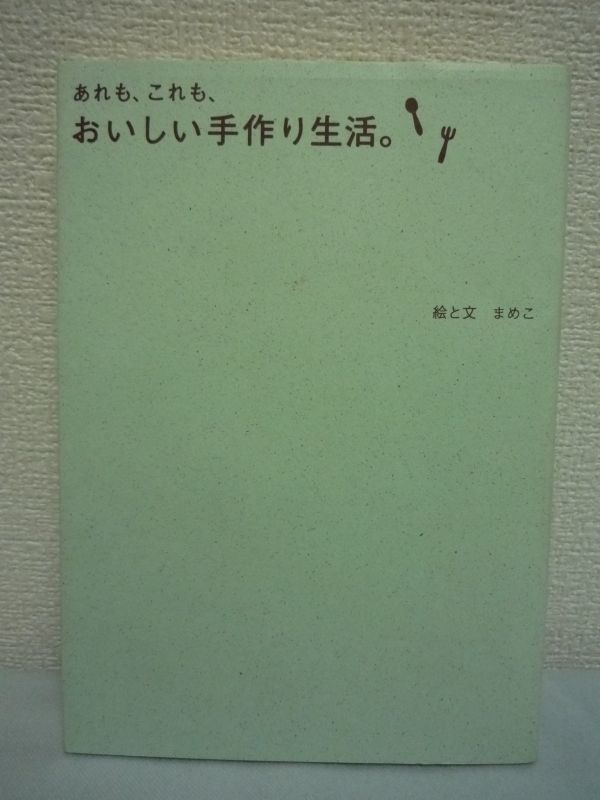 あれも、これも、
おいしい手作り生活。
絵と文　まめこ